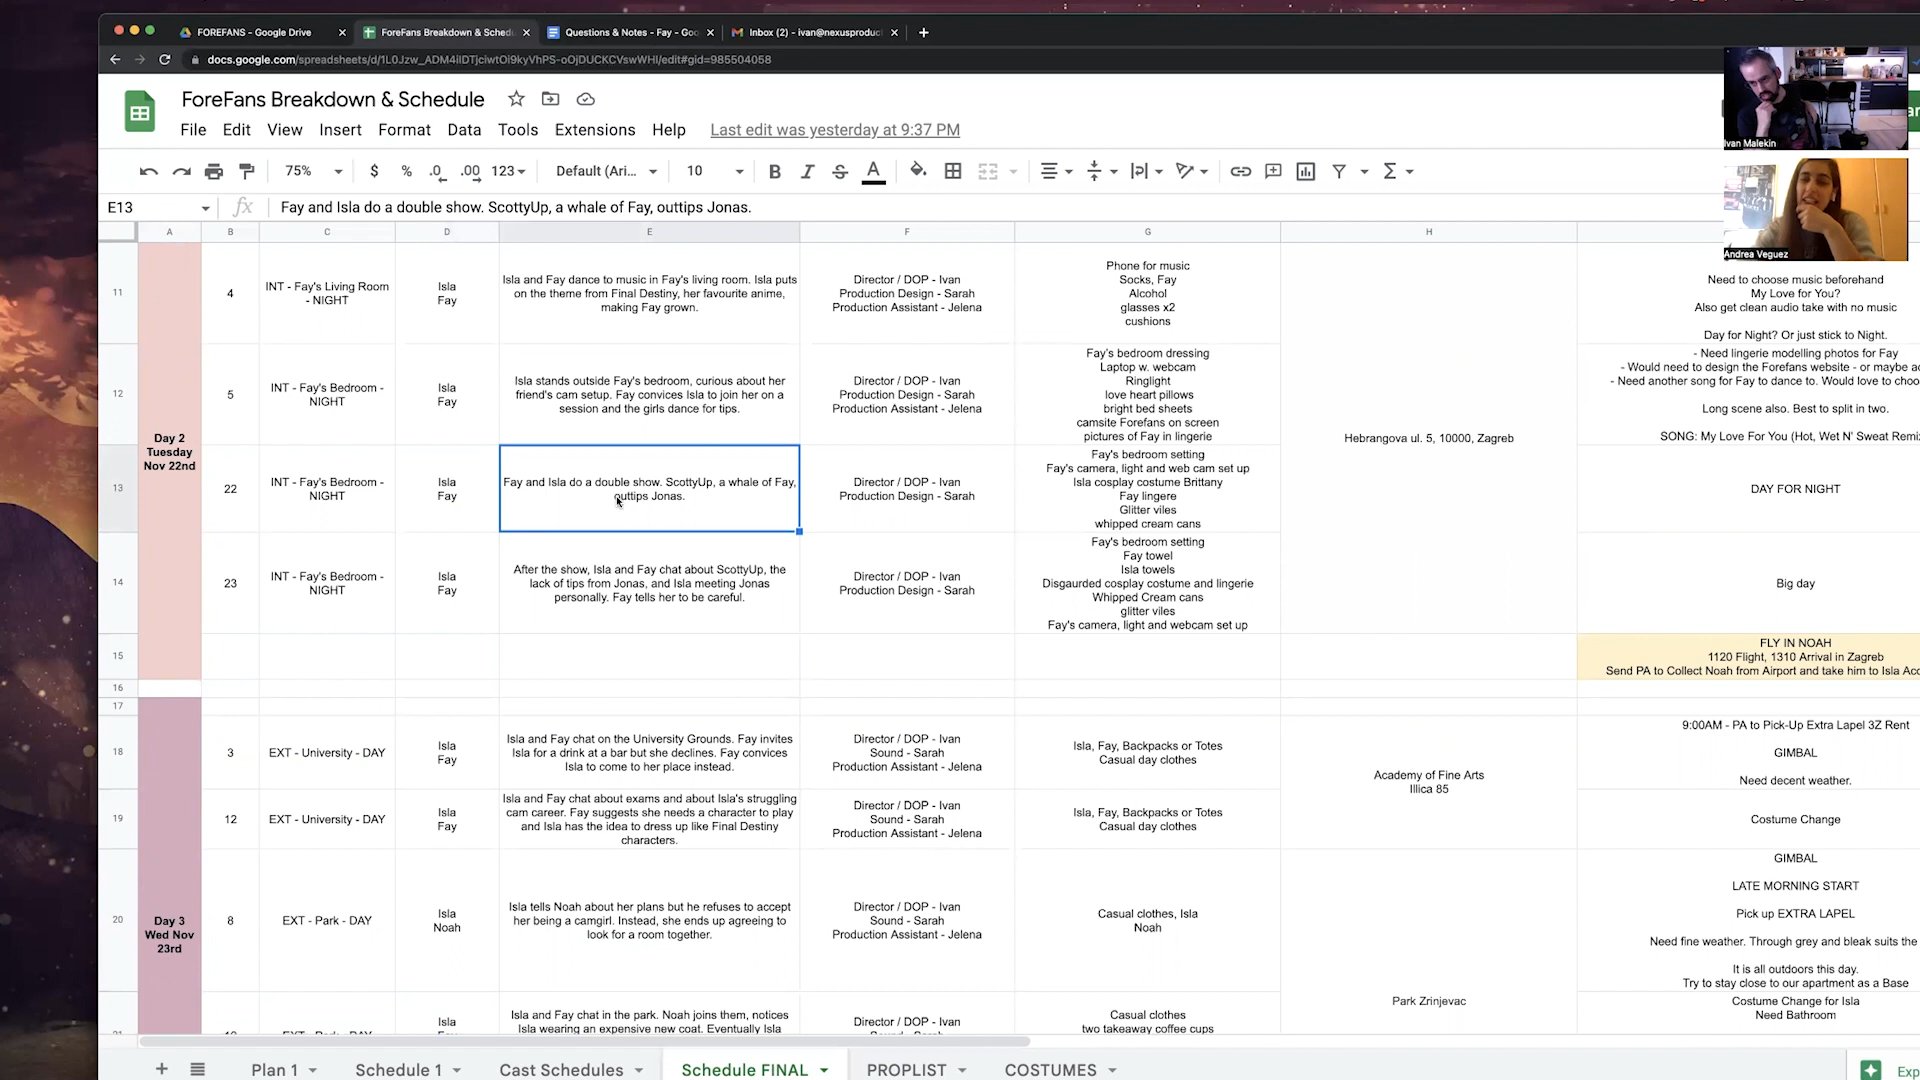 FOREFANS - Google Drive
ForeFans Breakdown & Schedu
Questions & Notes - Fay - Goo
Inbox (2) - ivan@nexusproduc
docs.google.com/spreadsheets/d/1L0Jzw_ADM4iIDTjciwtOl9kyVhPS-oOjDUCKCVswWHI/edit#gid=985504058
ForeFans Breakdown & Schedule
File Edit View Insert Format Data Tools Extensions Help Last edit was yesterday at 9:37 PM
75% $ % .0 .00 123 Default (Ari... 10 B I S A
Ivan Malekin
Andrea Veguez
E13 fx Fay and Isla do a double show. ScottyUp, a whale of Fay, outtips Jonas.
A B C D E F G H
11
4
INT - Fay's Living Room
- NIGHT
Isla
Fay
Isla and Fay dance to music in Fay's living room. Isla puts
on the theme from Final Destiny, her favourite anime,
making Fay grown.
Director / DOP - Ivan
Production Design - Sarah
Production Assistant - Jelena
Phone for music
Socks, Fay
Alcohol
glasses x2
cushions
Need to choose music beforehand
My Love for You?
Also get clean audio take with no music
Day for Night? Or just stick to Night.
Day 2
Tuesday
Nov 22nd
12
5
INT - Fay's Bedroom -
NIGHT
Isla
Fay
Isla stands outside Fay's bedroom, curious about her
friend's cam setup. Fay convices Isla to join her on a
session and the girls dance for tips.
Director / DOP - Ivan
Production Design - Sarah
Production Assistant - Jelena
Fay's bedroom dressing
Laptop w. webcam
Ringlight
love heart pillows
bright bed sheets
camsite Forefans on screen
pictures of Fay in lingerie
Hebrangova ul. 5, 10000, Zagreb
- Need lingerie modelling photos for Fay
- Would need to design the Forefans website - or maybe a
- Need another song for Fay to dance to. Would love to choo
Long scene also. Best to split in two.
SONG: My Love For You (Hot, Wet N' Sweat Remi
13
22
INT - Fay's Bedroom -
NIGHT
Isla
Fay
Fay and Isla do a double show. ScottyUp, a whale of Fay,
outtips Jonas.
Director / DOP - Ivan
Production Design - Sarah
Fay's bedroom setting
Fay's camera, light and web cam set up
Isla cosplay costume Brittany
Fay lingere
Glitter viles
whipped cream cans
DAY FOR NIGHT
14
23
INT - Fay's Bedroom -
NIGHT
Isla
Fay
After the show, Isla and Fay chat about ScottyUp, the
lack of tips from Jonas, and Isla meeting Jonas
personally. Fay tells her to be careful.
Director / DOP - Ivan
Production Design - Sarah
Fay's bedroom setting
Fay towel
Isla towels
Disgaurded cosplay costume and lingerie
Whipped Cream cans
glitter viles
Fay's camera, light and webcam set up
Big day
15
FLY IN NOAH
1120 Flight, 1310 Arrival in Zagreb
Send PA to Collect Noah from Airport and take him to Isla Acc
16
17
18
3
EXT - University - DAY
Isla
Fay
Isla and Fay chat on the University Grounds. Fay invites
Isla for a drink at a bar but she declines. Fay convices
Isla to come to her place instead.
Director / DOP - Ivan
Sound - Sarah
Production Assistant - Jelena
Isla, Fay, Backpacks or Totes
Casual day clothes
Academy of Fine Arts
Illica 85
9:00AM - PA to Pick-Up Extra Lapel 3Z Rent
GIMBAL
Need decent weather.
19
12
EXT - University - DAY
Isla
Fay
Isla and Fay chat about exams and about Isla's struggling
cam career. Fay suggests she needs a character to play
and Isla has the idea to dress up like Final Destiny
characters.
Director / DOP - Ivan
Sound - Sarah
Production Assistant - Jelena
Isla, Fay, Backpacks or Totes
Casual day clothes
Costume Change
Day 3
Wed Nov
23rd
20
8
EXT - Park - DAY
Isla
Noah
Isla tells Noah about her plans but he refuses to accept
her being a camgirl. Instead, she ends up agreeing to
look for a room together.
Director / DOP - Ivan
Sound - Sarah
Production Assistant - Jelena
Casual clothes, Isla
Noah
GIMBAL
LATE MORNING START
Pick up EXTRA LAPEL
Need fine weather. Through grey and bleak suits the
It is all outdoors this day.
Try to stay close to our apartment as a Base
Isla
Isla and Fay chat in the park. Noah joins them, notices
Isla wearing an expensive new coat. Eventually Isla
Director / DOP - Ivan
Casual clothes
two takeaway coffee cups
Park Zrinjevac
Costume Change for Isla
Need Bathroom
Plan 1 Schedule 1 Cast Schedules Schedule FINAL PROPLIST COSTUMES Exp